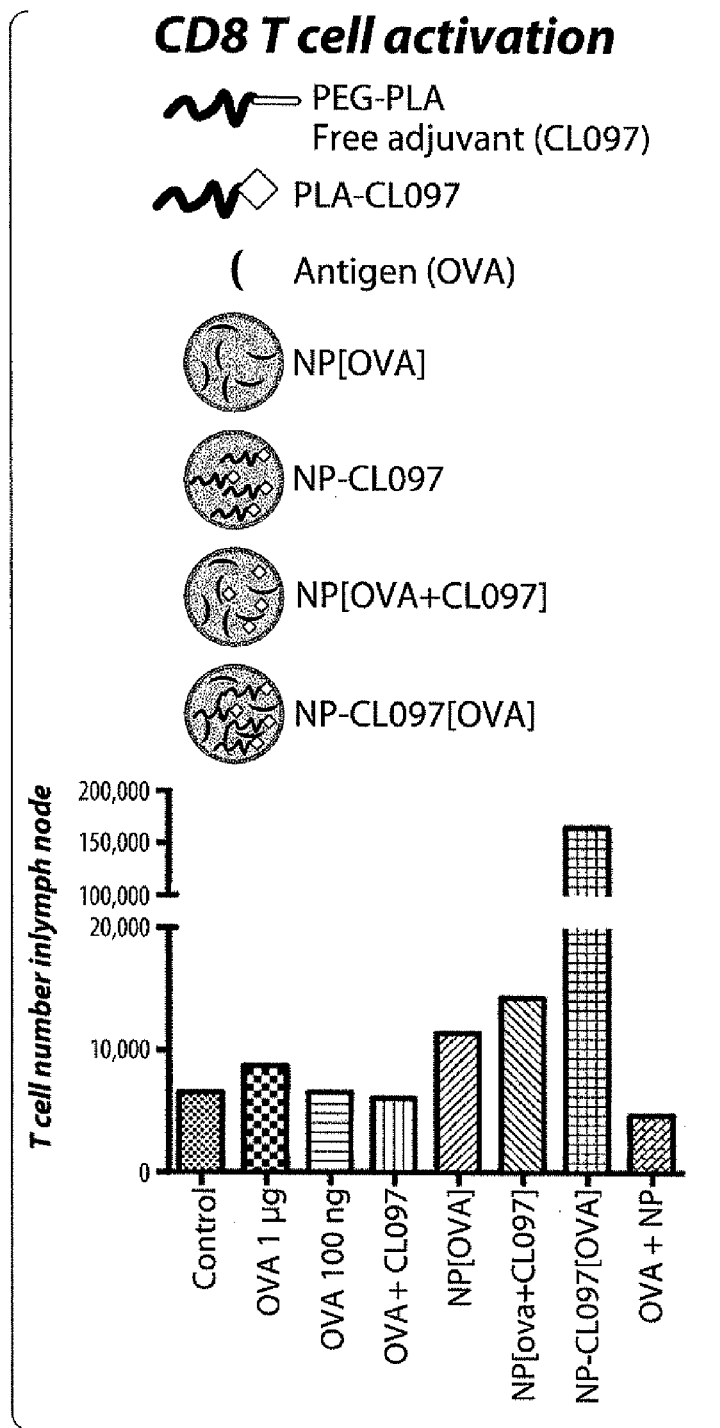 CD8 T cell activation
PEG-PLA
Free adjuvant (CL097)
PLA-CL097
Antigen (OVA)
NP[OVA]
NP-CL097
NP[OVA+CL097]
NP-CL097[OVA]
T cell number inlymph node
200,000
150,000
100,000
20,000
10,000
0
Control
OVA 1 µg
OVA 100 ng
OVA + CL097
NP[OVA]
NP[ova+CL097]
NP-CL097[OVA]
OVA + NP